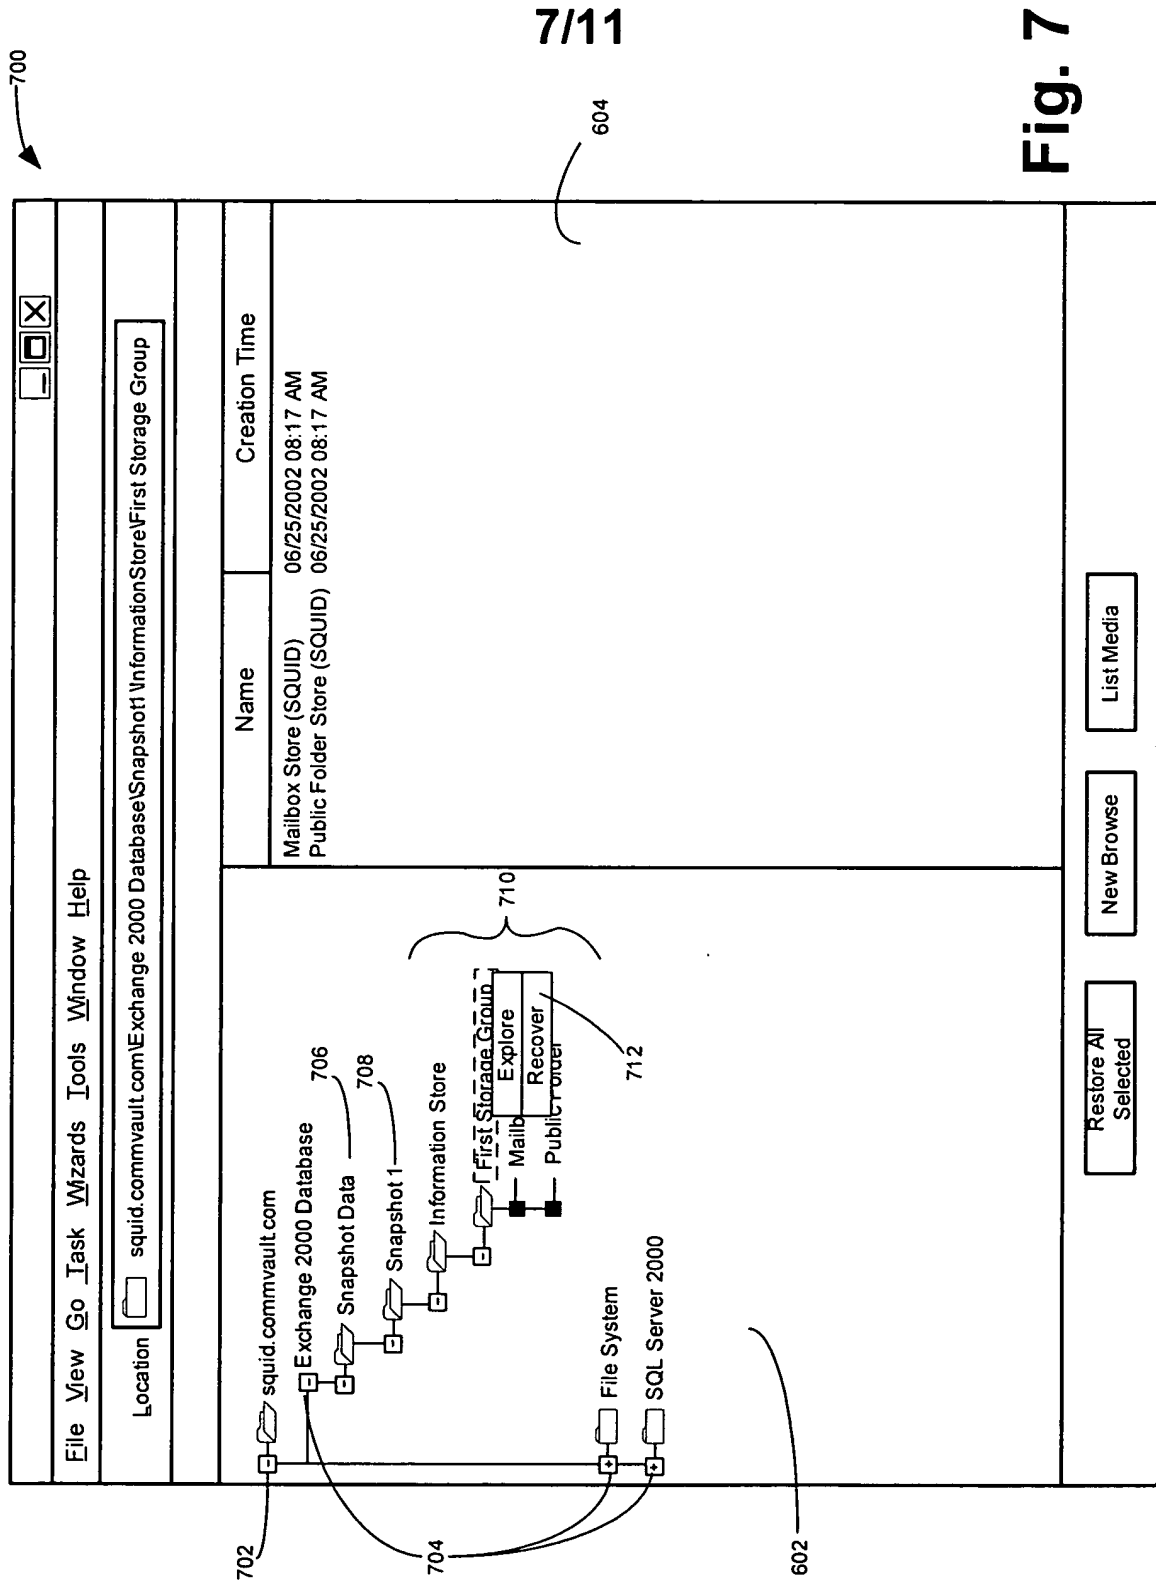 7/11
700
File View Go Task Wizards Tools Window Help
Location squid.commvault.com\Exchange 2000 Database\Snapshot1\InformationStore\First Storage Group
Name Creation Time
Mailbox Store (SQUID) 06/25/2002 08:17 AM
Public Folder Store (SQUID) 06/25/2002 08:17 AM
702
squid.commvault.com
704
Exchange 2000 Database
Snapshot Data
706
Snapshot 1
708
Information Store
First Storage Group
710
Mailb
Public Folder
Explore
Recover
712
File System
SQL Server 2000
602
604
Restore All
Selected
New Browse
List Media
Fig. 7